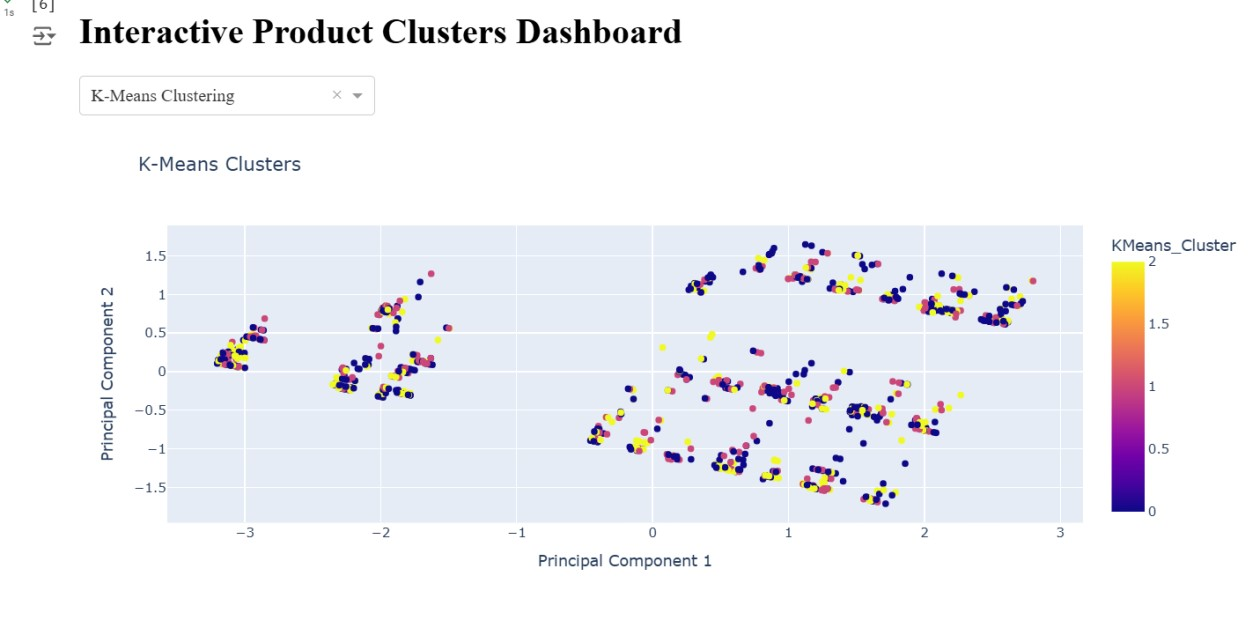 [6]
1s
Interactive Product Clusters Dashboard
K-Means Clustering
K-Means Clusters
KMeans_Cluster
1.5
1
0.5
0
−0.5
−1
−1.5
Principal Component 2
−3
−2
−1
0
1
2
3
Principal Component 1
2
1.5
1
0.5
0